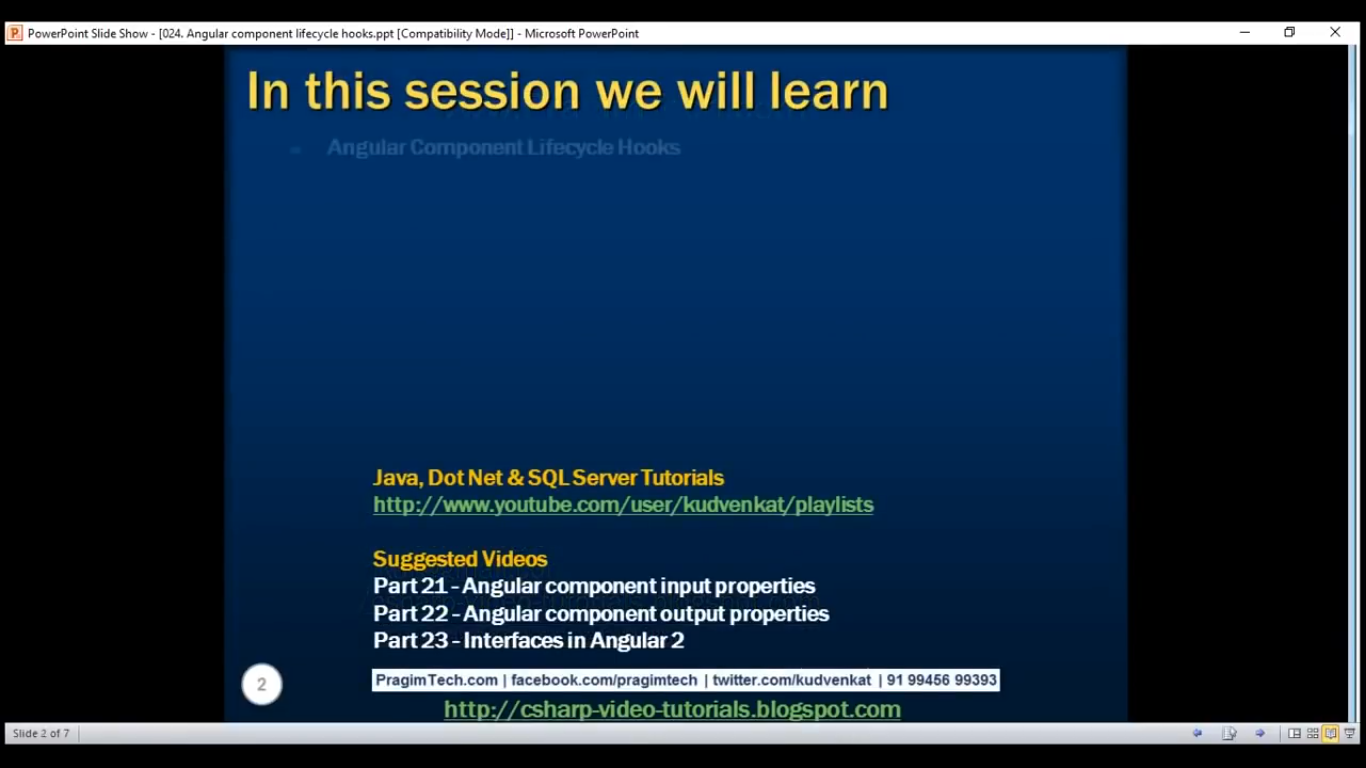 PowerPoint Slide Show - [024. Angular component lifecycle hooks.ppt [Compatibility Mode]] - Microsoft PowerPoint
In this session we will learn
Angular Component Lifecycle Hooks
Java, Dot Net & SQL Server Tutorials
http://www.youtube.com/user/kudvenkat/playlists
Suggested Videos
Part 21 - Angular component input properties
Part 22 - Angular component output properties
Part 23 - Interfaces in Angular 2
2
PragimTech.com | facebook.com/pragimtech | twitter.com/kudvenkat | 91 99456 99393
http://csharp-video-tutorials.blogspot.com
Slide 2 of 7